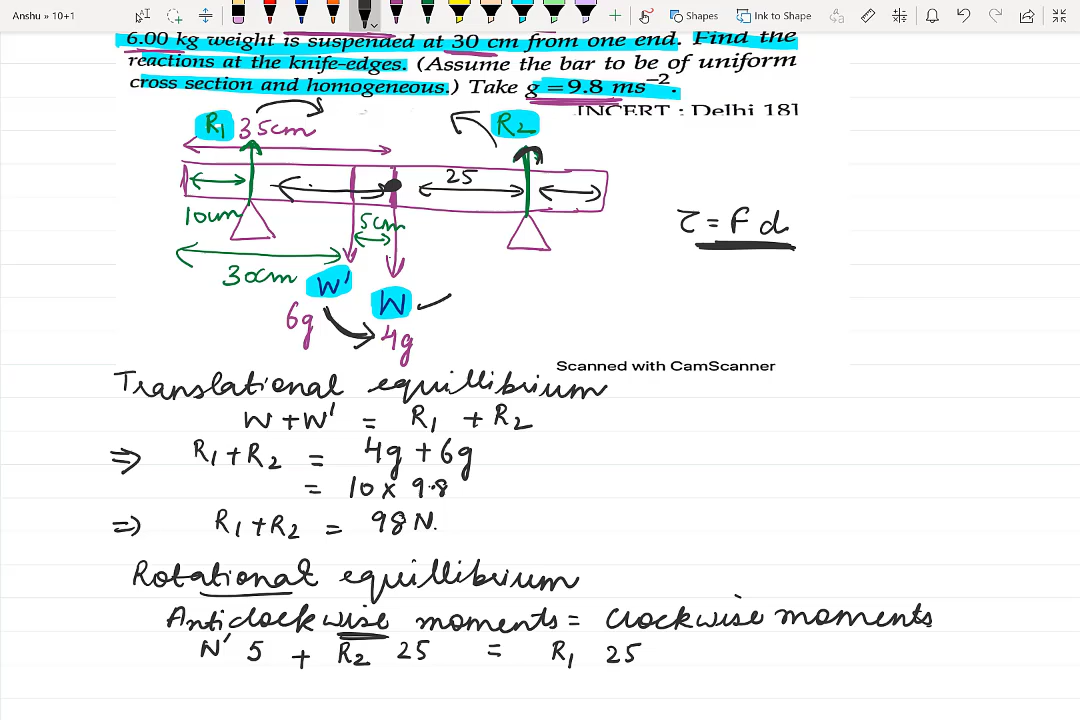 Anshu » 10+1
Shapes
Ink to Shape
6.00 kg weight is suspended at 30 cm from one end. Find the
reactions at the knife-edges. (Assume the bar to be of uniform
cross section and homogeneous.) Take g = 9.8 ms⁻².
[NCERT : Delhi 18]
R1 35cm R2
25
10cm 5cm
τ = F d
30cm W'
6g W
4g
Scanned with CamScanner
Translational equillibrium
W + W' = R1 + R2
⇒ R1 + R2 = 4g + 6g
= 10 x 9.8
⇒ R1 + R2 = 98 N.
Rotational equillibrium
Anticlockwise moments = Clockwise moments
W' 5 + R2 25 = R1 25